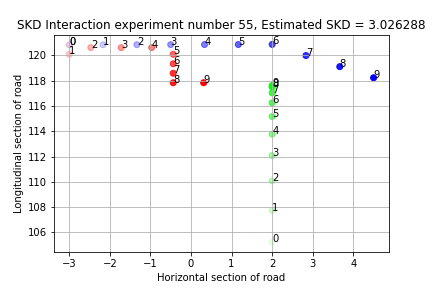 SKD Interaction experiment number 55, Estimated SKD = 3.026288
Longitudinal section of road
120
118
116
114
112
110
108
106
0 1 2 3 4 5 6 7 8 9
0 1 2 3 4 5 6 7 8 9
0 1 2 3 4 5 6 7 8 9
−3 −2 −1 0 1 2 3 4
Horizontal section of road